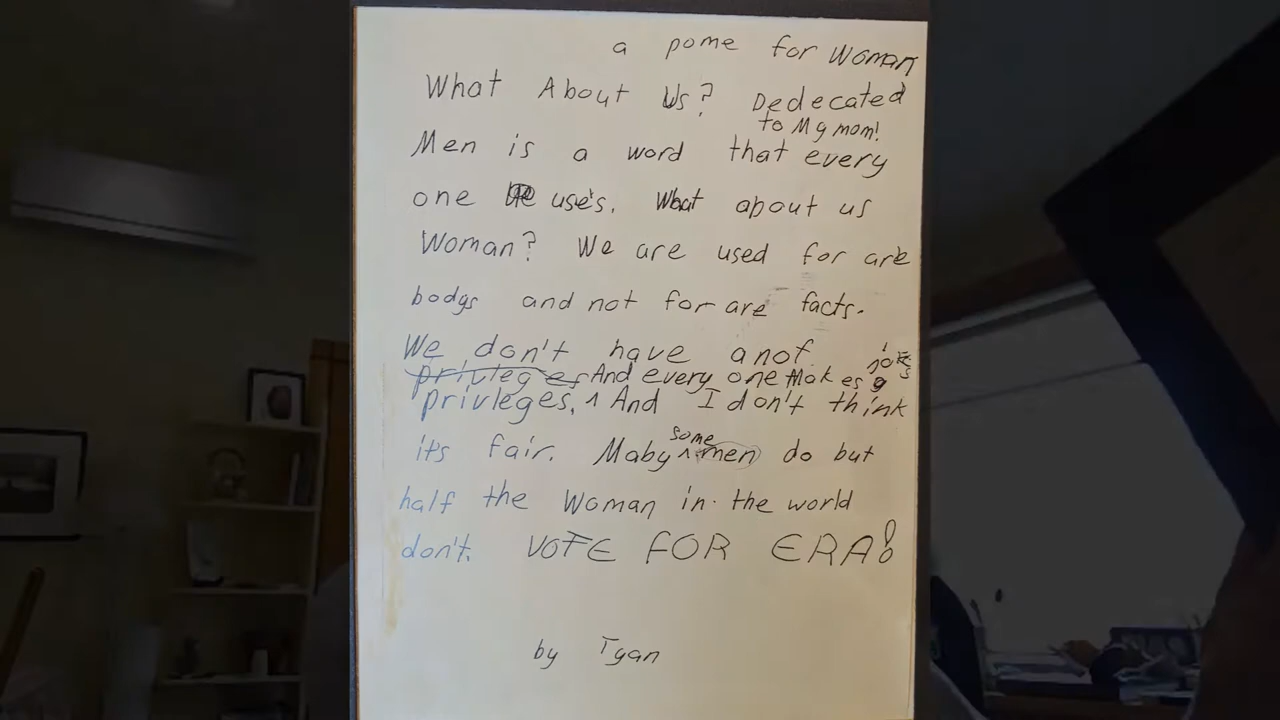 a pome for Woman
What About Us? Dedecated
to My mom!
Men is a word that every
one use's. What about us
Woman? We are used for are
bodys and not for are facts.
We don't have anof
privleges And every one Makes jokes
privleges, ^ And I don't think
it's fair. Maby ^ some men do but
half the Woman in the world
don't. VOTE FOR ERA!
by Tyan